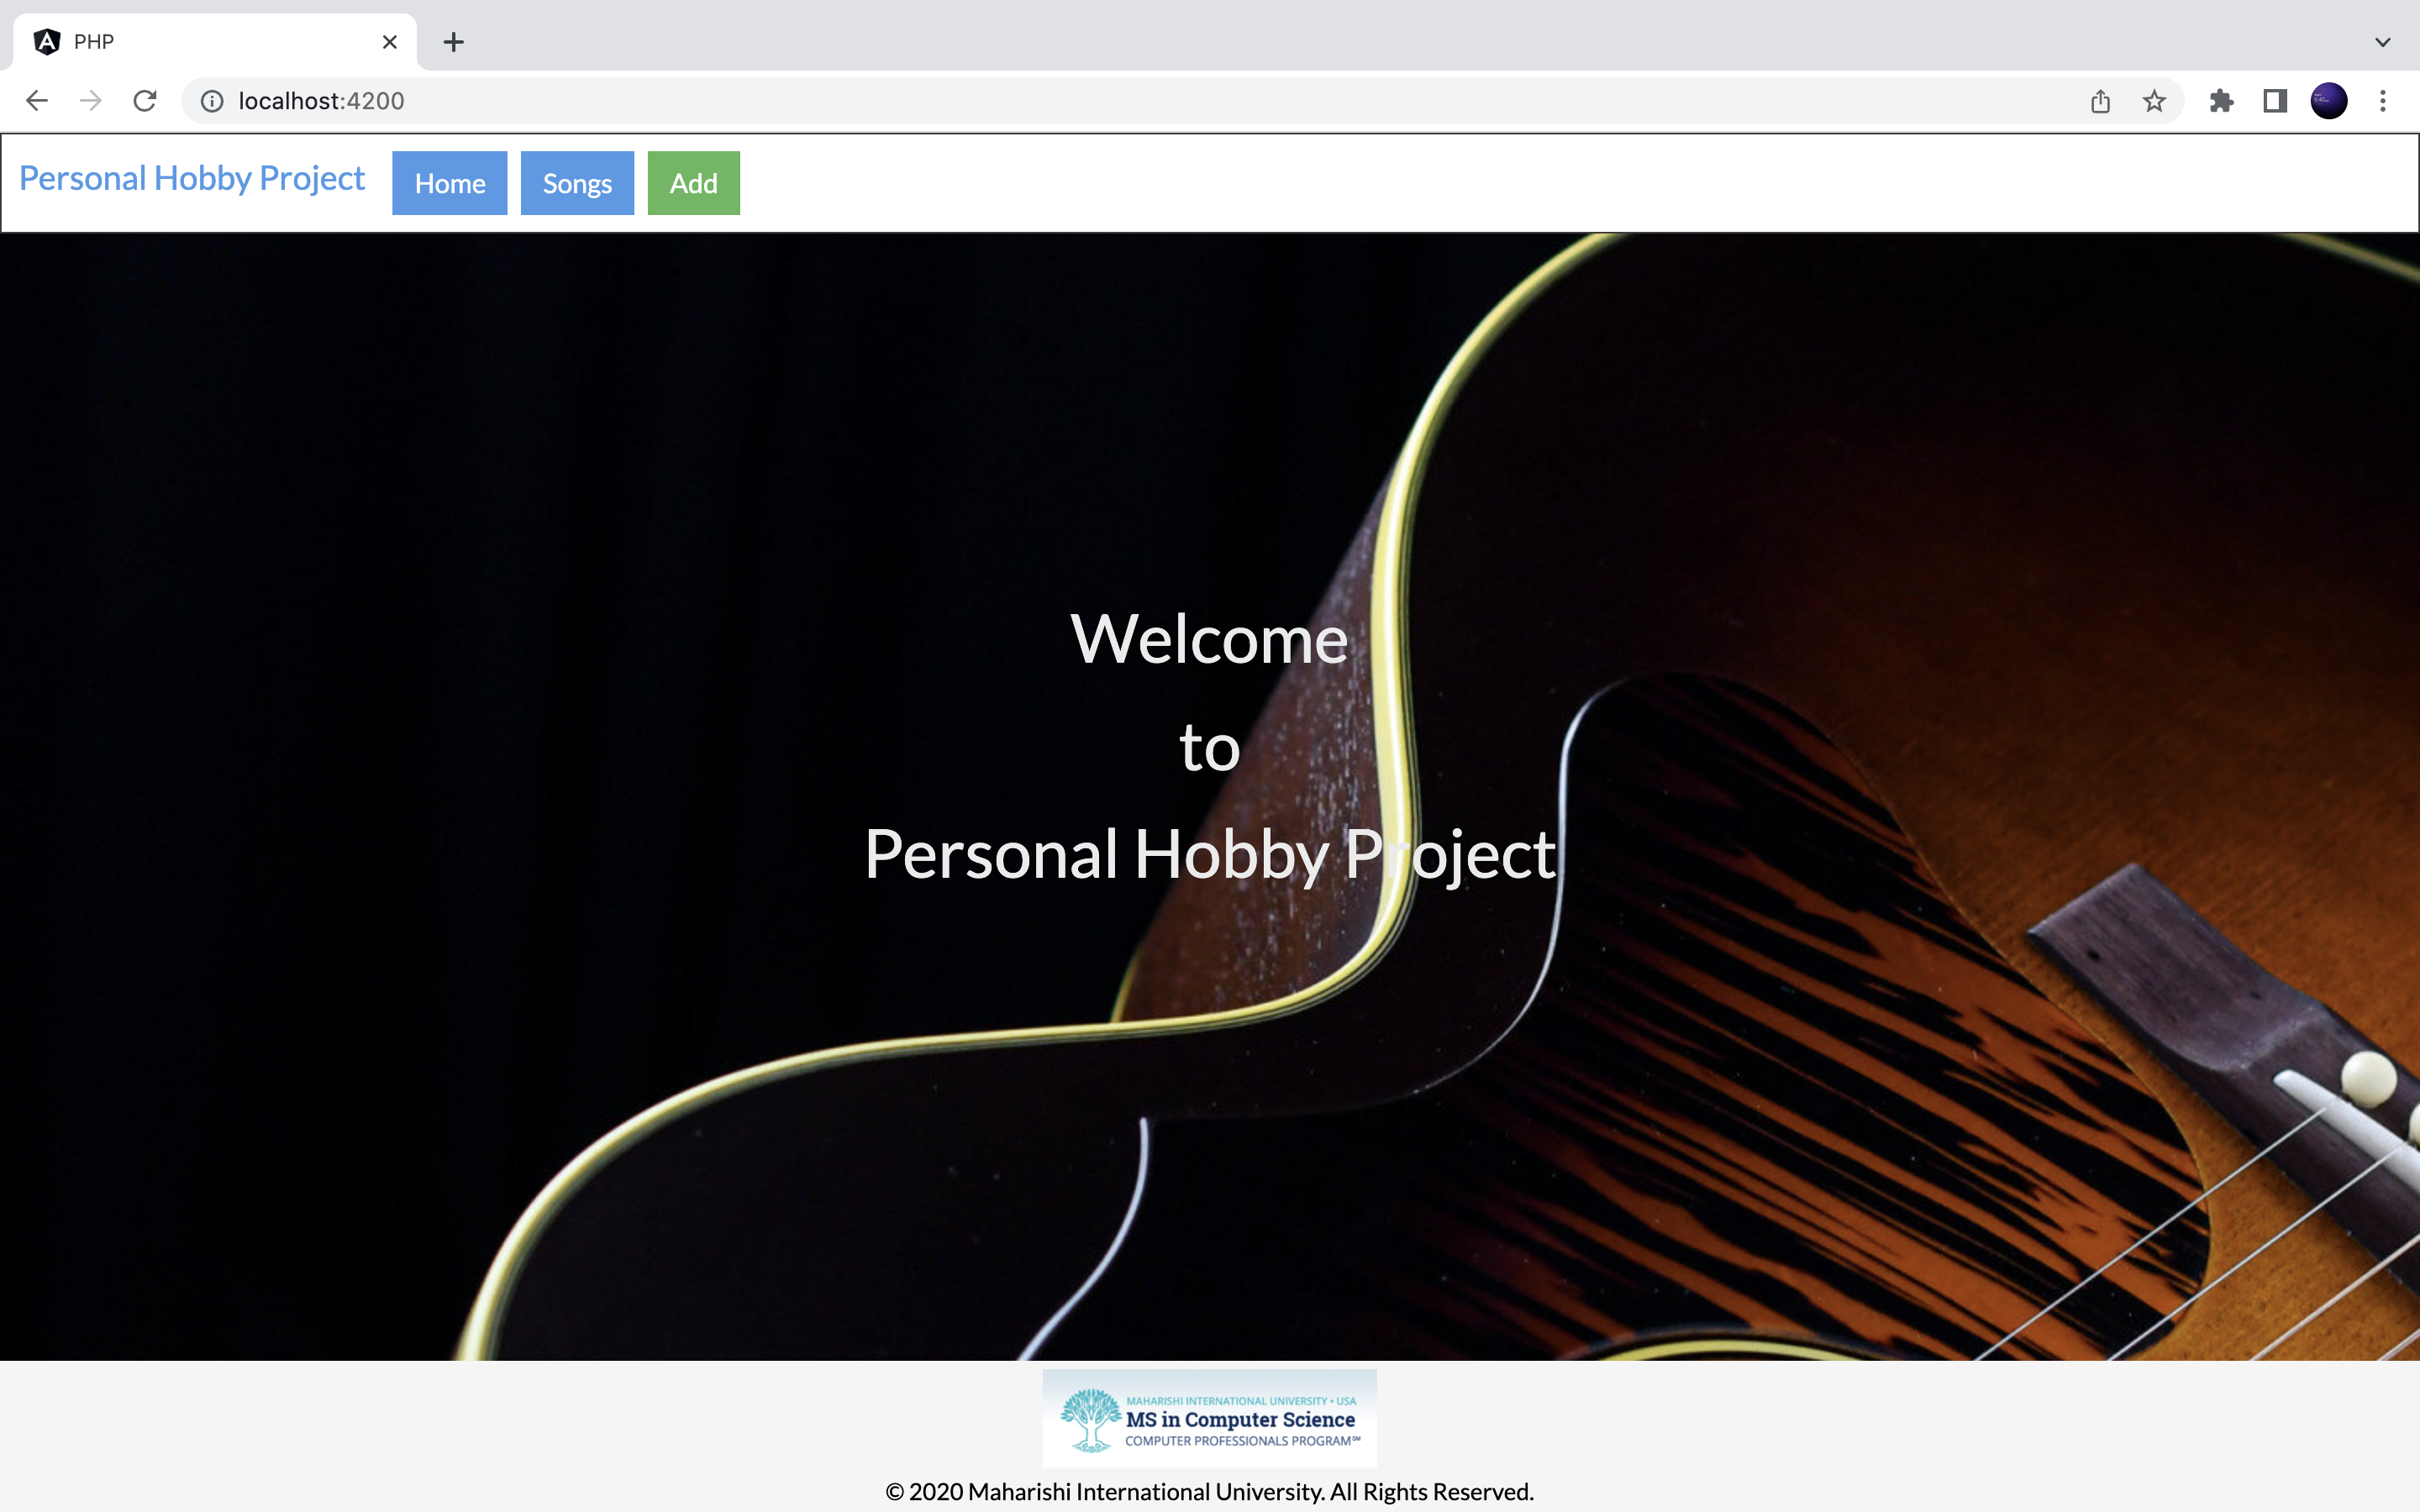 PHP
localhost:4200
Personal Hobby Project Home Songs Add
Welcome
to
Personal Hobby Project
MAHARISHI INTERNATIONAL UNIVERSITY • USA
MS in Computer Science
COMPUTER PROFESSIONALS PROGRAM℠
© 2020 Maharishi International University. All Rights Reserved.